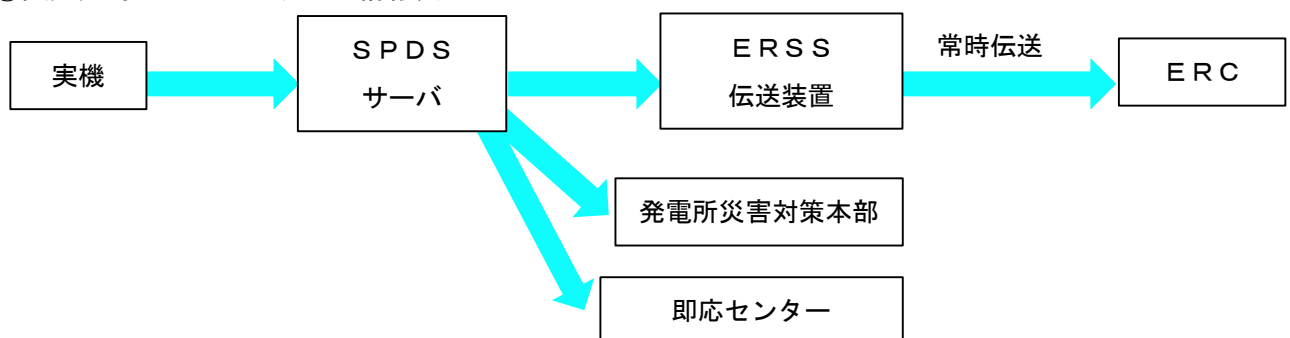 実機
ＳＰＤＳ
サーバ
ＥＲＳＳ
伝送装置
常時伝送
ＥＲＣ
発電所災害対策本部
即応センター